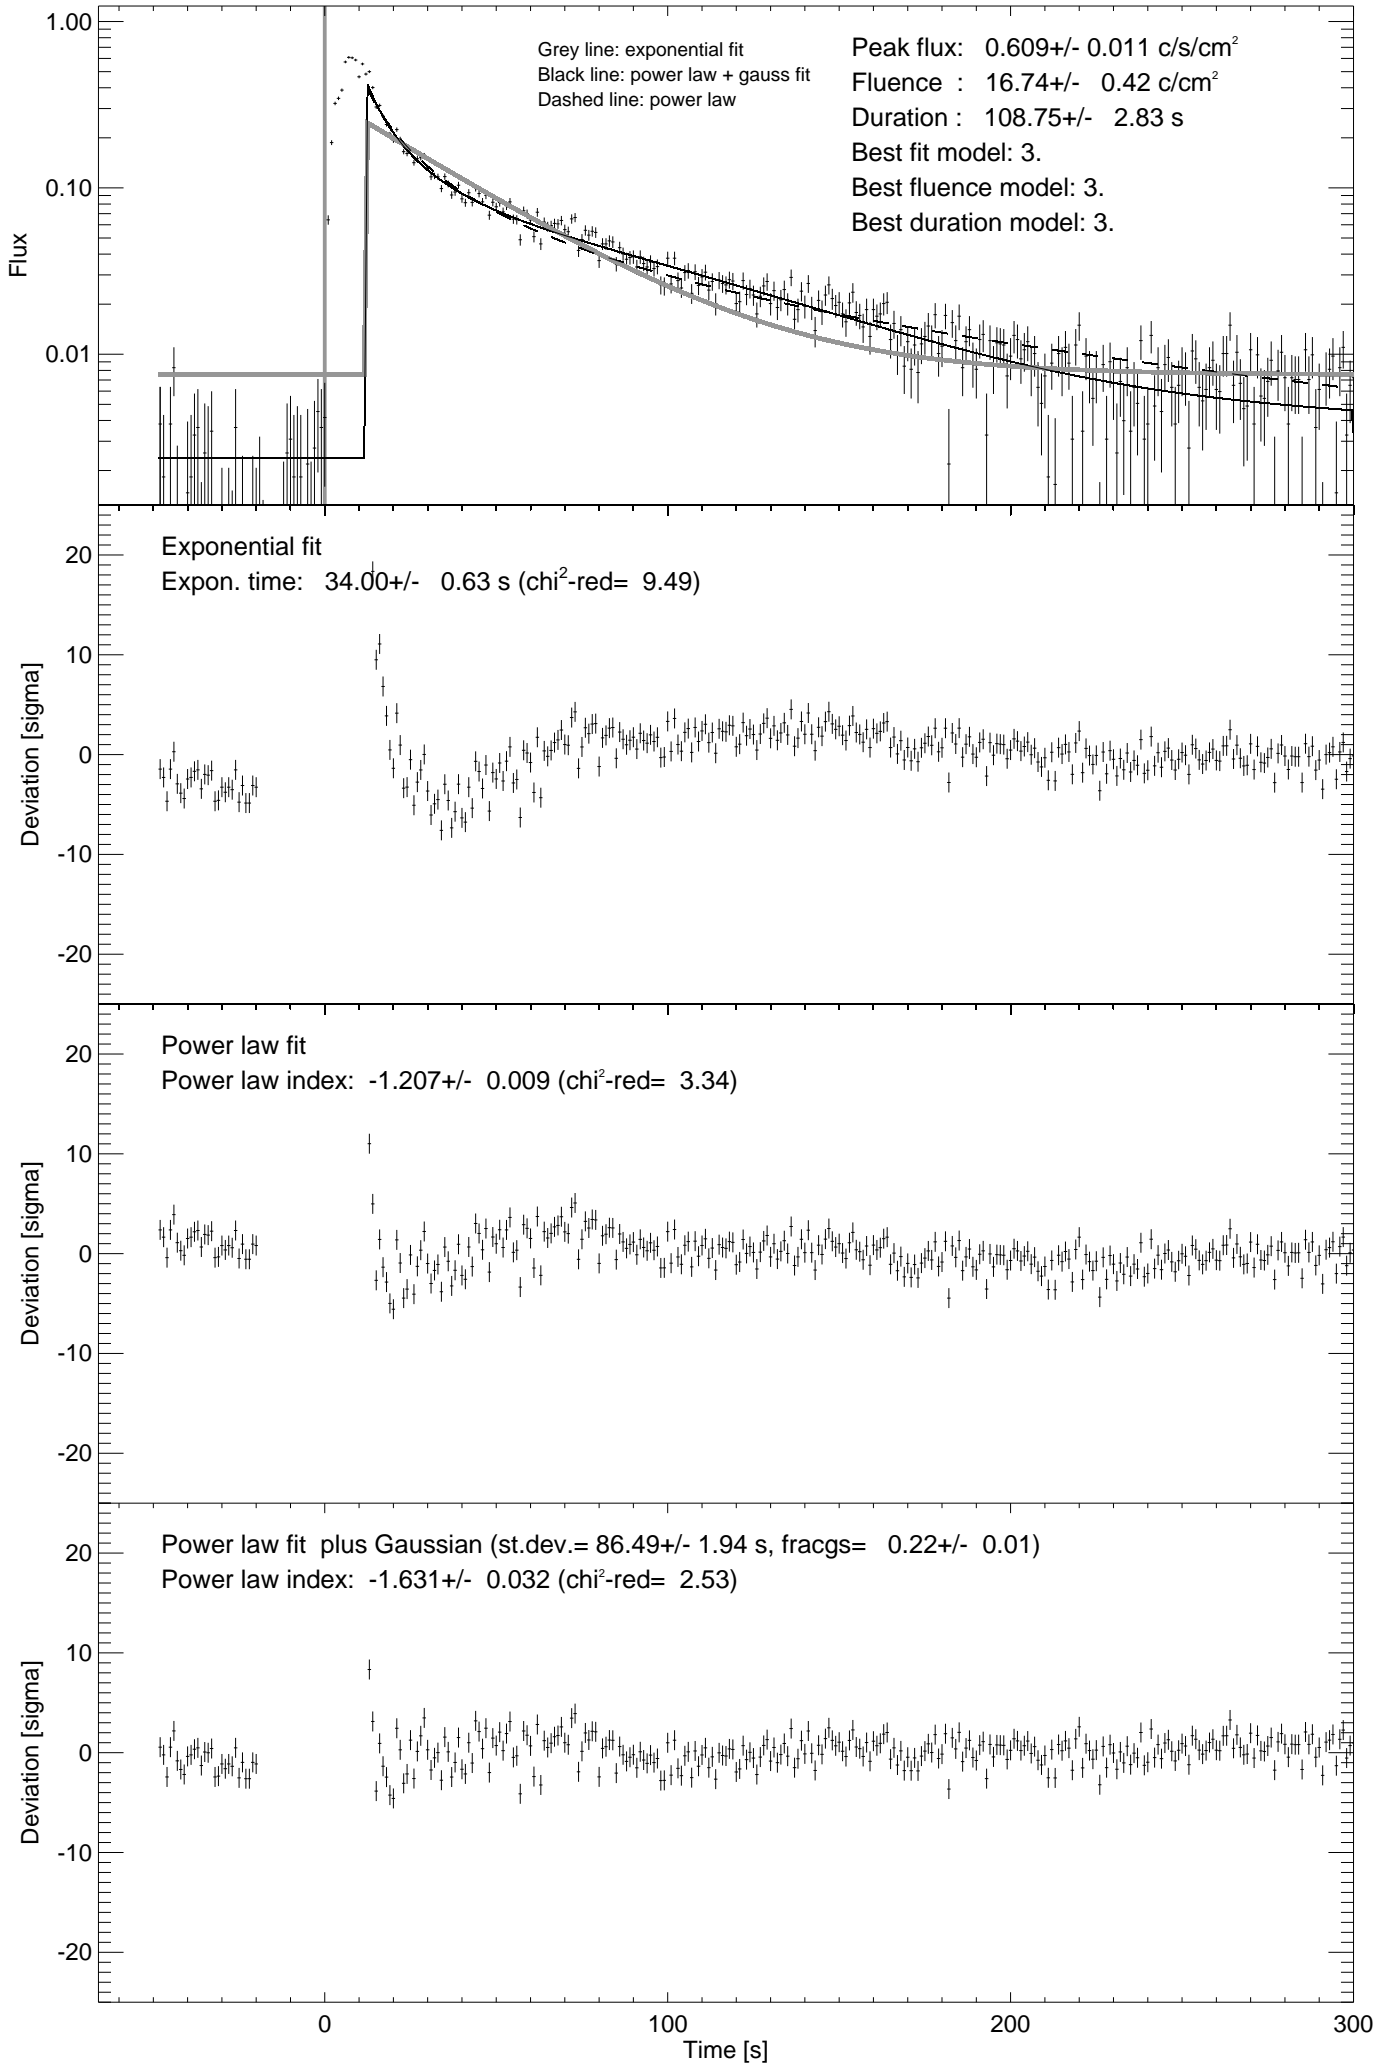 1.00
0.10
0.01
Flux
Grey line: exponential fit
Black line: power law + gauss fit
Dashed line: power law
Peak flux: 0.609+/- 0.011 c/s/cm²
Fluence : 16.74+/- 0.42 c/cm²
Duration : 108.75+/- 2.83 s
Best fit model: 3.
Best fluence model: 3.
Best duration model: 3.
20
10
0
-10
-20
Deviation [sigma]
Exponential fit
Expon. time: 34.00+/- 0.63 s (chi²-red= 9.49)
20
10
0
-10
-20
Deviation [sigma]
Power law fit
Power law index: -1.207+/- 0.009 (chi²-red= 3.34)
20
10
0
-10
-20
Deviation [sigma]
Power law fit plus Gaussian (st.dev.= 86.49+/- 1.94 s, fracgs= 0.22+/- 0.01)
Power law index: -1.631+/- 0.032 (chi²-red= 2.53)
0
100
200
300
Time [s]